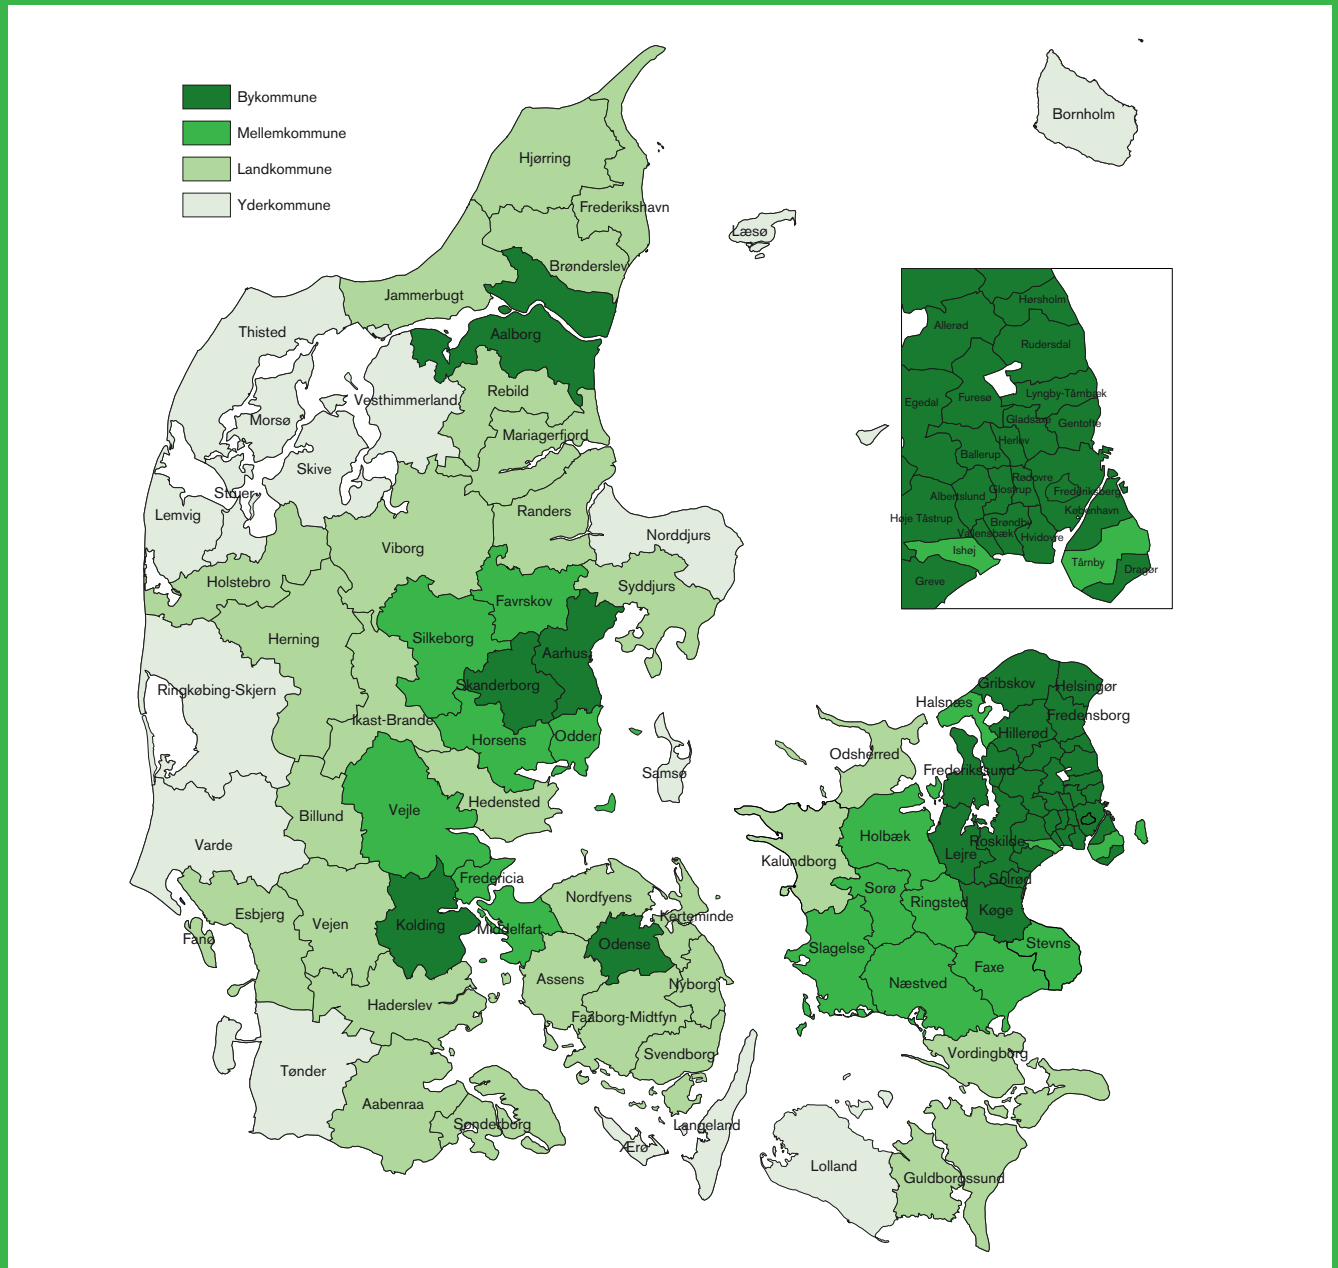 Bykommune
Mellemkommune
Landkommune
Yderkommune
Bornholm
Hjørring
Frederikshavn
Læsø
Brønderslev
Jammerbugt
Thisted
Aalborg
Vesthimmerland
Rebild
Morsø
Mariagerfjord
Skive
Struer
Lemvig
Randers
Norddjurs
Viborg
Holstebro
Syddjurs
Favrskov
Silkeborg
Herning
Aarhus
Skanderborg
Ringkøbing-Skjern
Ikast-Brande
Horsens
Odder
Samsø
Hedensted
Billund
Vejle
Varde
Fredericia
Esbjerg
Vejen
Kolding
Middelfart
Fanø
Nordfyens
Kerteminde
Odense
Assens
Nyborg
Haderslev
Faaborg-Midtfyn
Svendborg
Tønder
Aabenraa
Sønderborg
Langeland
Ærø
Hørsholm
Allerød
Rudersdal
Egedal
Furesø
Lyngby-Tårnbæk
Gladsaxe
Gentofte
Herlev
Ballerup
Rødovre
Glostrup
Frederiksberg
Albertslund
København
Høje Tåstrup
Brøndby
Vallensbæk
Hvidovre
Ishøj
Tårnby
Dragør
Greve
Gribskov
Helsingør
Halsnæs
Fredensborg
Hillerød
Odsherred
Frederikssund
Holbæk
Roskilde
Lejre
Kalundborg
Solrød
Sorø
Ringsted
Køge
Slagelse
Stevns
Faxe
Næstved
Vordingborg
Lolland
Guldborgssund